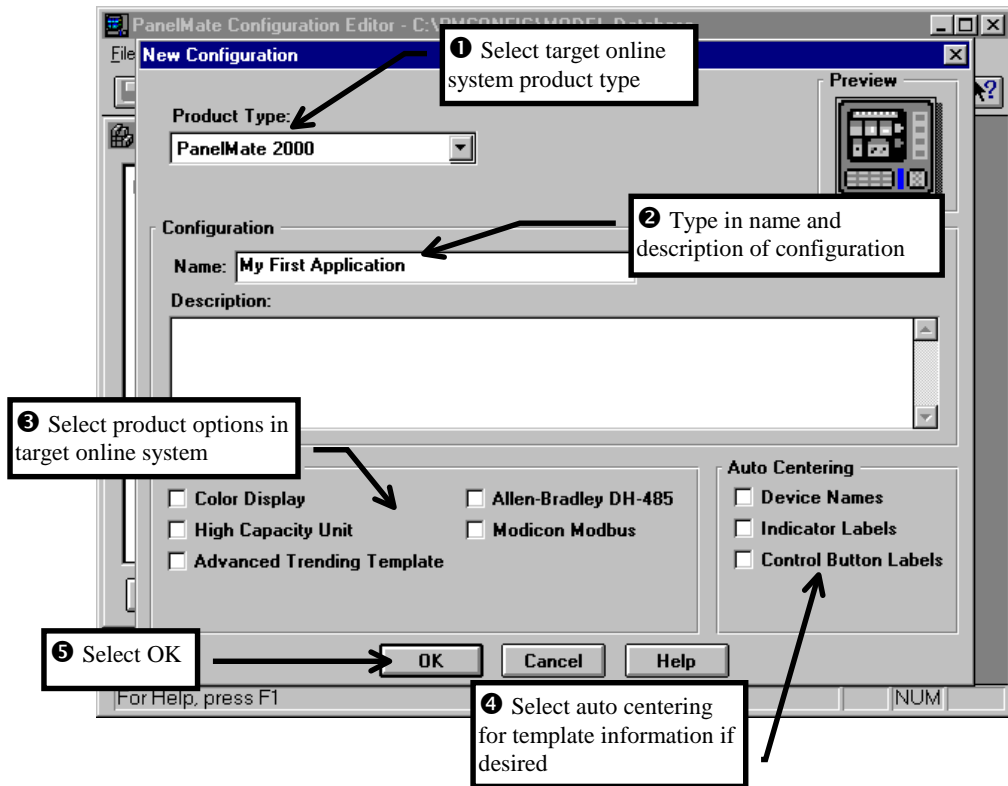 PanelMate Configuration Editor - C:\PMCONFIG\MODEL Database
File
New Configuration
❶ Select target online
system product type
Preview
Product Type:
PanelMate 2000
❷ Type in name and
description of configuration
Configuration
Name: My First Application
Description:
❸ Select product options in
target online system
Auto Centering
Color Display
Allen-Bradley DH-485
Device Names
High Capacity Unit
Modicon Modbus
Indicator Labels
Advanced Trending Template
Control Button Labels
❺ Select OK
OK
Cancel
Help
For Help, press F1
NUM
❹ Select auto centering
for template information if
desired